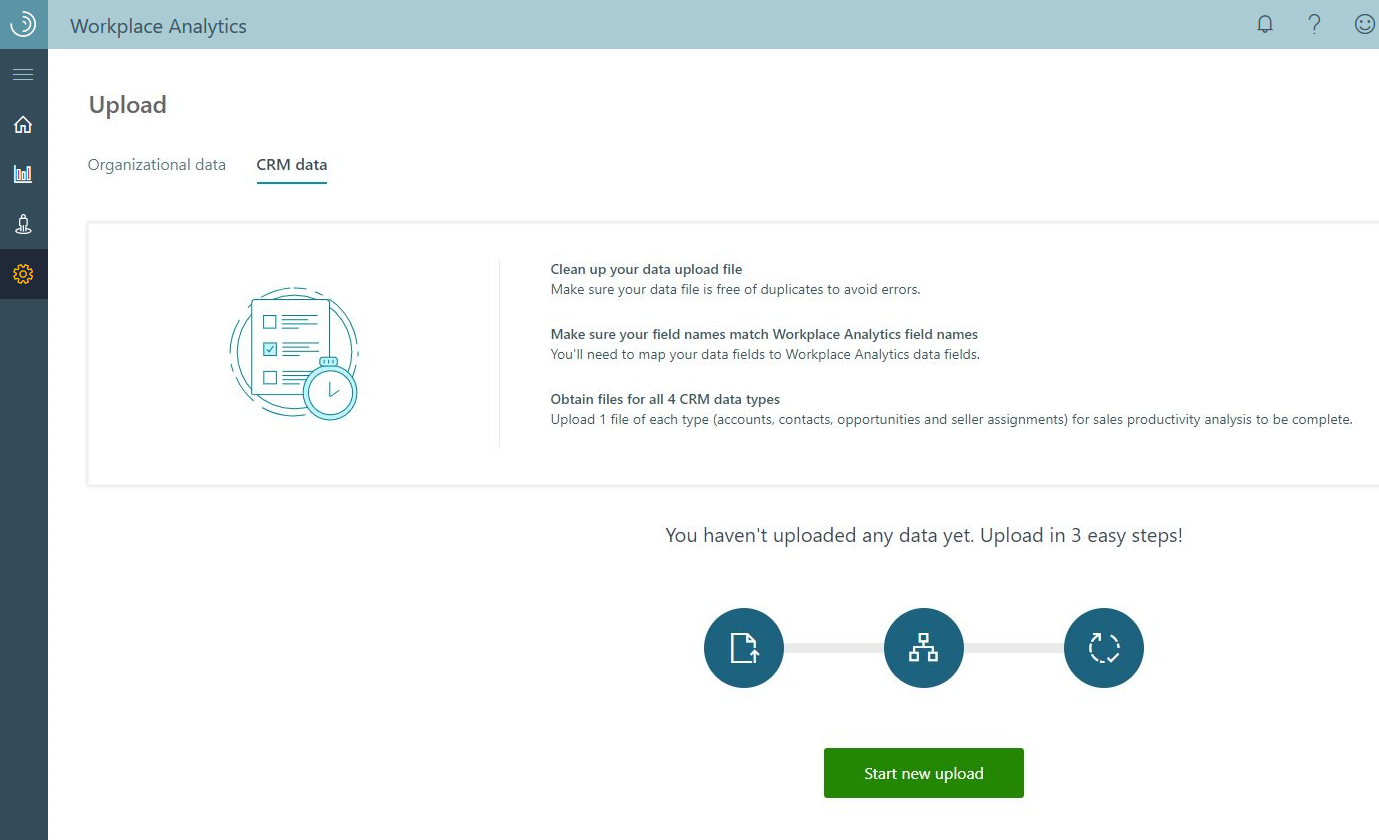 Workplace Analytics
Upload
Organizational data
CRM data
Clean up your data upload file
Make sure your data file is free of duplicates to avoid errors.
Make sure your field names match Workplace Analytics field names
You'll need to map your data fields to Workplace Analytics data fields.
Obtain files for all 4 CRM data types
Upload 1 file of each type (accounts, contacts, opportunities and seller assignments) for sales productivity analysis to be complete.
You haven't uploaded any data yet. Upload in 3 easy steps!
Start new upload